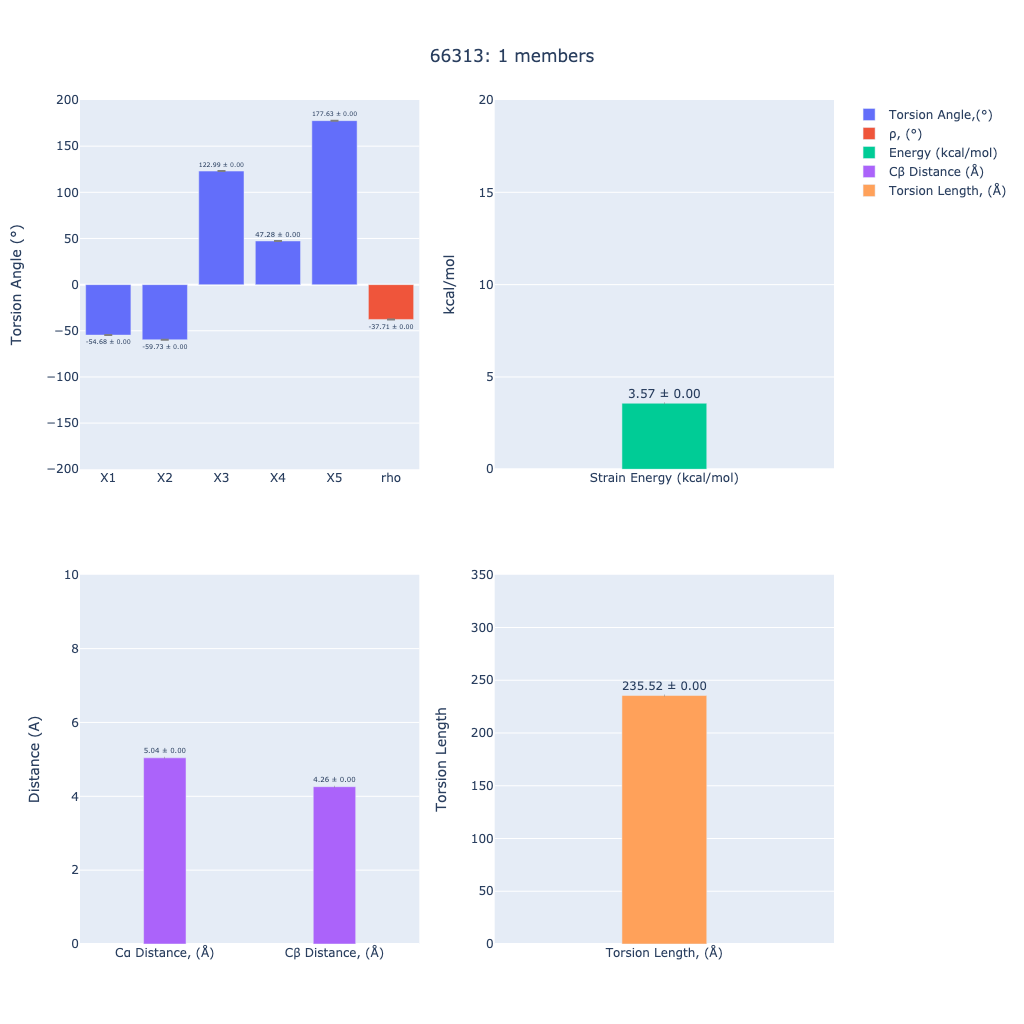 66313: 1 members
Torsion Angle (°)
200
150
100
50
0
−50
−100
−150
−200
-54.68 ± 0.00
-59.73 ± 0.00
122.99 ± 0.00
47.28 ± 0.00
177.63 ± 0.00
-37.71 ± 0.00
X1
X2
X3
X4
X5
rho
kcal/mol
20
15
10
5
0
3.57 ± 0.00
Strain Energy (kcal/mol)
Torsion Angle,(°)
ρ, (°)
Energy (kcal/mol)
Cβ Distance (Å)
Torsion Length, (Å)
Distance (A)
10
8
6
4
2
0
5.04 ± 0.00
4.26 ± 0.00
Cα Distance, (Å)
Cβ Distance, (Å)
Torsion Length
350
300
250
200
150
100
50
0
235.52 ± 0.00
Torsion Length, (Å)